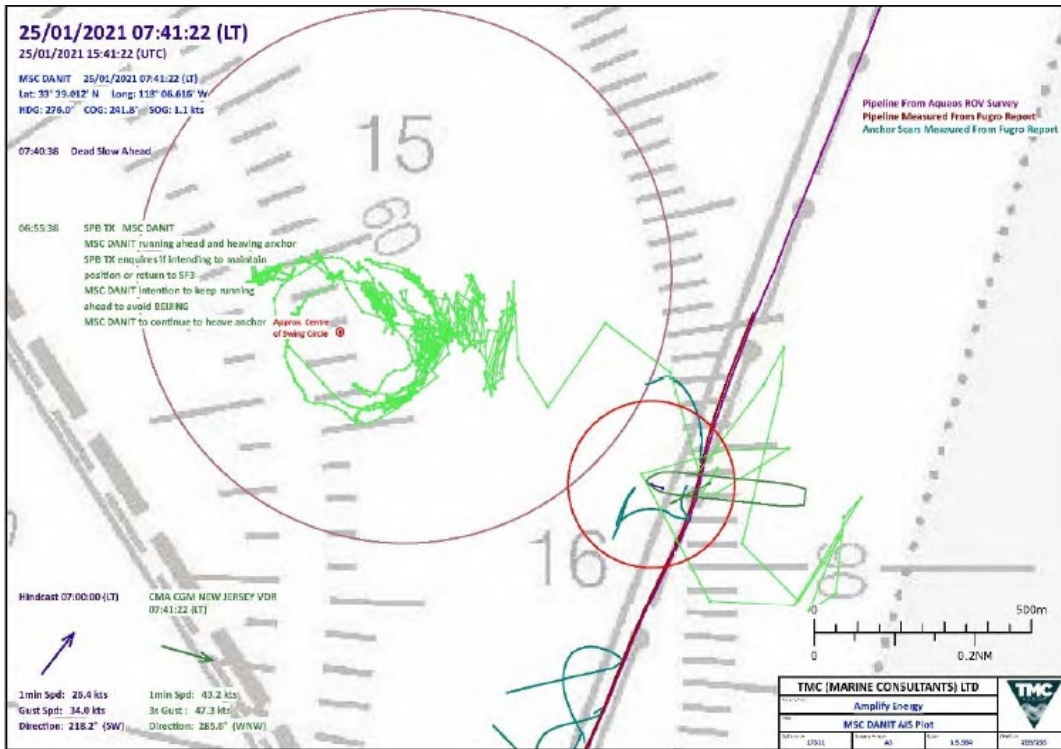 25/01/2021 07:41:22 (LT)
25/01/2021 15:41:22 (UTC)
MSC DANIT 25/01/2021 07:41:22 (LT)
Lat: 33° 39.012' N Long: 118° 06.616' W
HDG: 276.0° COG: 241.8° SOG: 1.1 kts
07:40:38 Dead Slow Ahead
06:55:38 SPB TX MSC DANIT
MSC DANIT running ahead and heaving anchor
SPB TX enquires if intending to maintain
position or return to SF3
MSC DANIT intention to keep running
ahead to avoid BEIJING
MSC DANIT to continue to heave anchor
Approx. Centre
of Swing Circle
15
60
Pipeline From Aqueos ROV Survey
Pipeline Measured From Fugro Report
Anchor Scars Measured From Fugro Report
16
60
Hindcast 07:00:00 (LT)
1min Spd: 26.4 kts
Gust Spd: 34.0 kts
Direction: 218.2° (SW)
CMA CGM NEW JERSEY VDR
07:41:22 (LT)
1min Spd: 43.2 kts
3s Gust : 47.3 kts
Direction: 285.6° (WNW)
0 500m
0 0.2NM
TMC (MARINE CONSULTANTS) LTD
Amplify Energy
MSC DANIT AIS Plot
A3
TMC